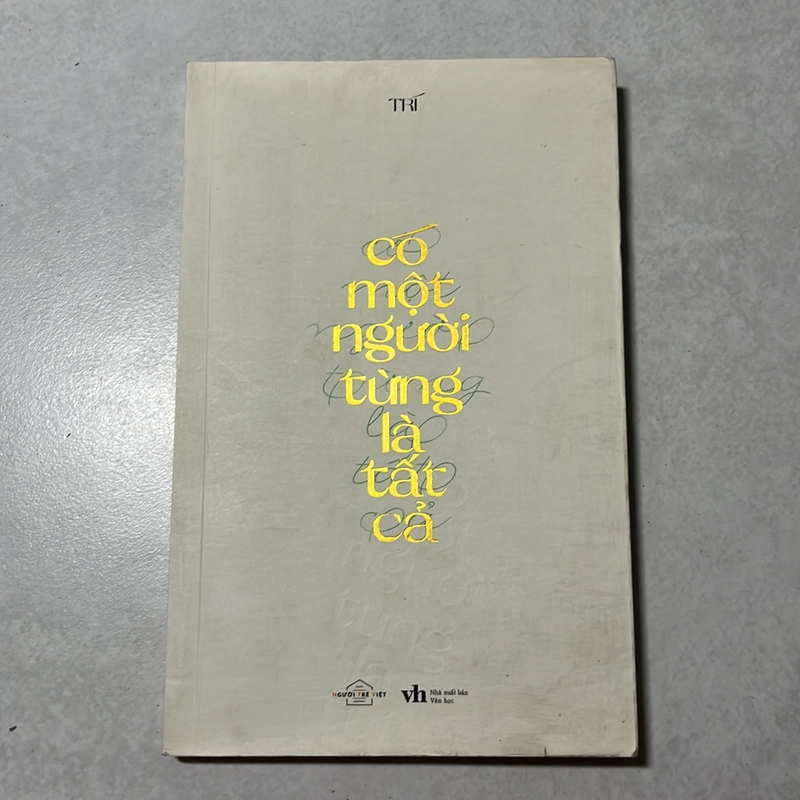 TRÍ
có
một
người
từng
là
tất
cả
NGƯỜI TRẺ VIỆT
vh Nhà xuất bản
Văn học